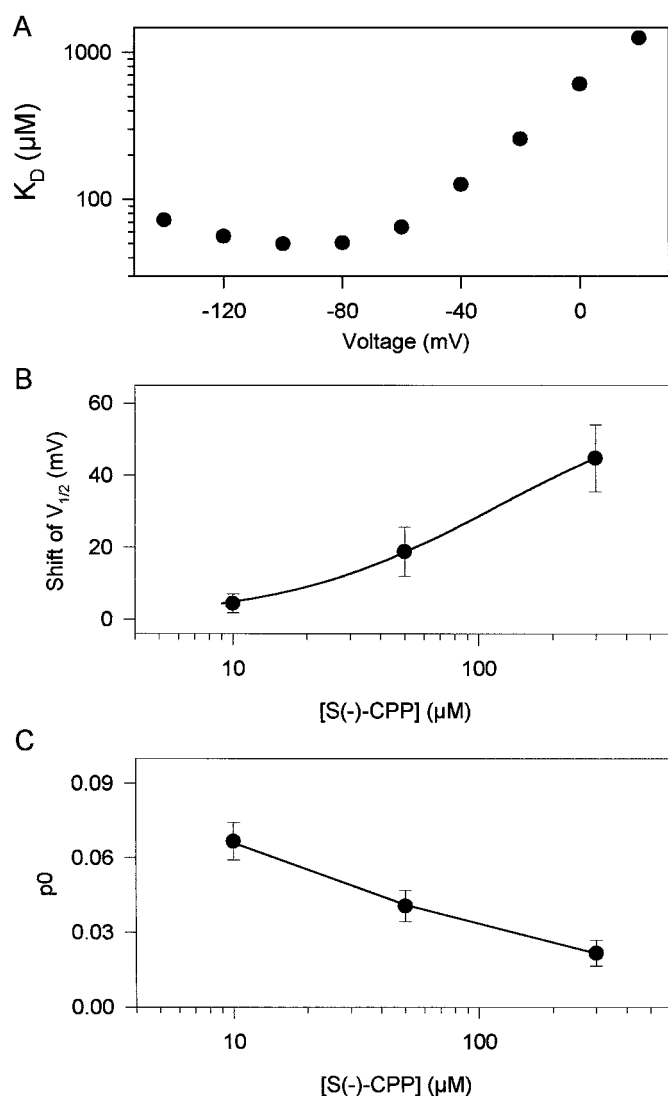 A
K_D (µM)
1000
100
-120 -80 -40 0
Voltage (mV)
B
Shift of V_1/2 (mV)
60
40
20
0
10 100
[S(-)-CPP] (µM)
C
p0
0.09
0.06
0.03
0.00
10 100
[S(-)-CPP] (µM)